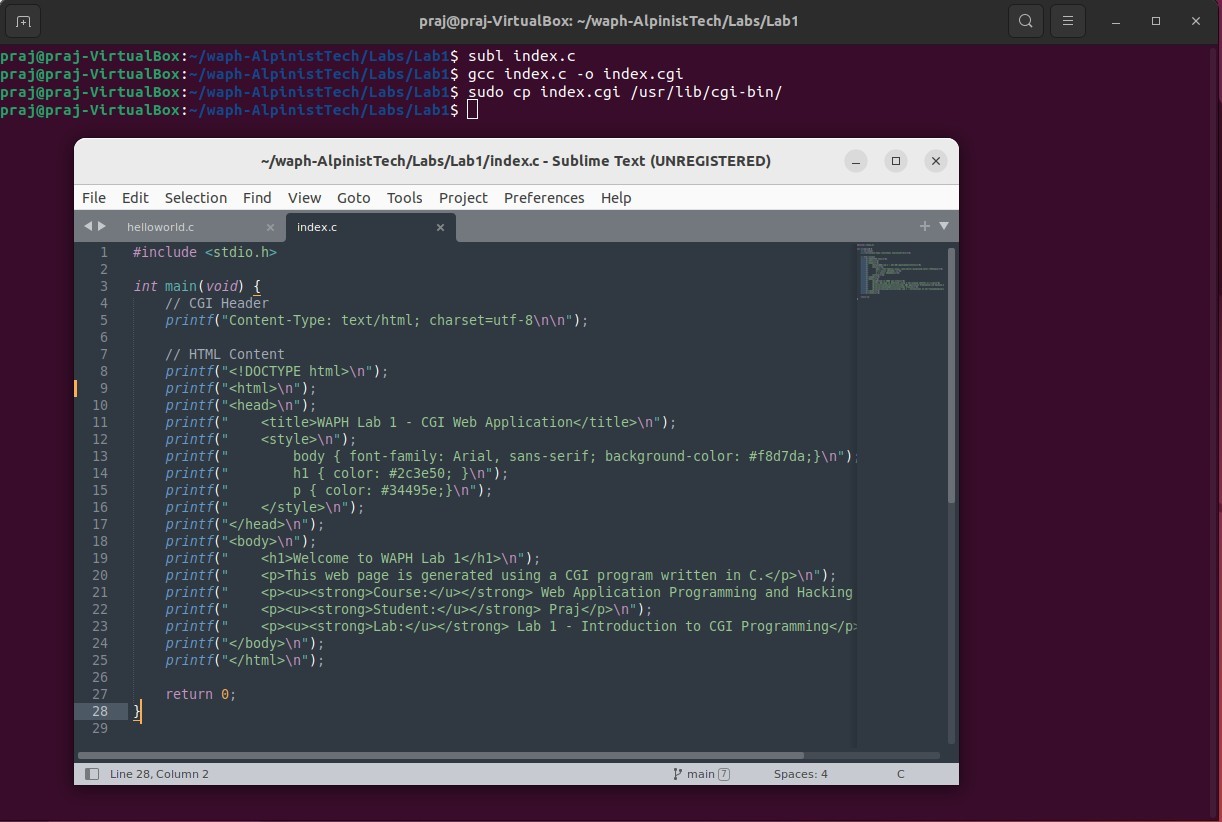 praj@praj-VirtualBox: ~/waph-AlpinistTech/Labs/Lab1
praj@praj-VirtualBox:~/waph-AlpinistTech/Labs/Lab1$ subl index.c
praj@praj-VirtualBox:~/waph-AlpinistTech/Labs/Lab1$ gcc index.c -o index.cgi
praj@praj-VirtualBox:~/waph-AlpinistTech/Labs/Lab1$ sudo cp index.cgi /usr/lib/cgi-bin/
praj@praj-VirtualBox:~/waph-AlpinistTech/Labs/Lab1$
~/waph-AlpinistTech/Labs/Lab1/index.c - Sublime Text (UNREGISTERED)
File Edit Selection Find View Goto Tools Project Preferences Help
helloworld.c index.c
1 #include <stdio.h>
2
3 int main(void) {
4     // CGI Header
5     printf("Content-Type: text/html; charset=utf-8\n\n");
6
7     // HTML Content
8     printf("<!DOCTYPE html>\n");
9     printf("<html>\n");
10     printf("<head>\n");
11     printf("    <title>WAPH Lab 1 - CGI Web Application</title>\n");
12     printf("    <style>\n");
13     printf("        body { font-family: Arial, sans-serif; background-color: #f8d7da;}\n");
14     printf("        h1 { color: #2c3e50; }\n");
15     printf("        p { color: #34495e;}\n");
16     printf("    </style>\n");
17     printf("</head>\n");
18     printf("<body>\n");
19     printf("    <h1>Welcome to WAPH Lab 1</h1>\n");
20     printf("    <p>This web page is generated using a CGI program written in C.</p>\n");
21     printf("    <p><u><strong>Course:</u></strong> Web Application Programming and Hacking
22     printf("    <p><u><strong>Student:</u></strong> Praj</p>\n");
23     printf("    <p><u><strong>Lab:</u></strong> Lab 1 - Introduction to CGI Programming</p>
24     printf("</body>\n");
25     printf("</html>\n");
26
27     return 0;
28 }
29
Line 28, Column 2 main 7 Spaces: 4 C